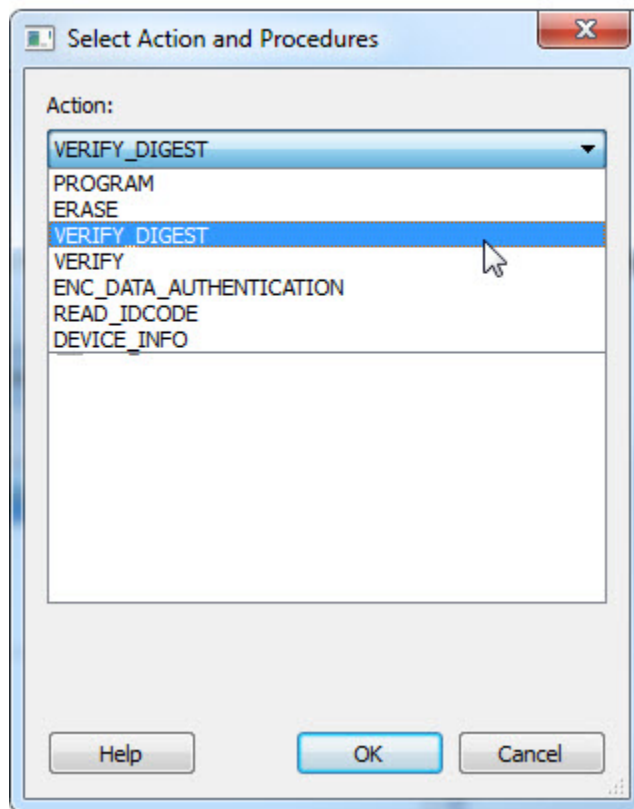 Select Action and Procedures
Action:
VERIFY_DIGEST
PROGRAM
ERASE
VERIFY_DIGEST
VERIFY
ENC_DATA_AUTHENTICATION
READ_IDCODE
DEVICE_INFO
Help OK Cancel